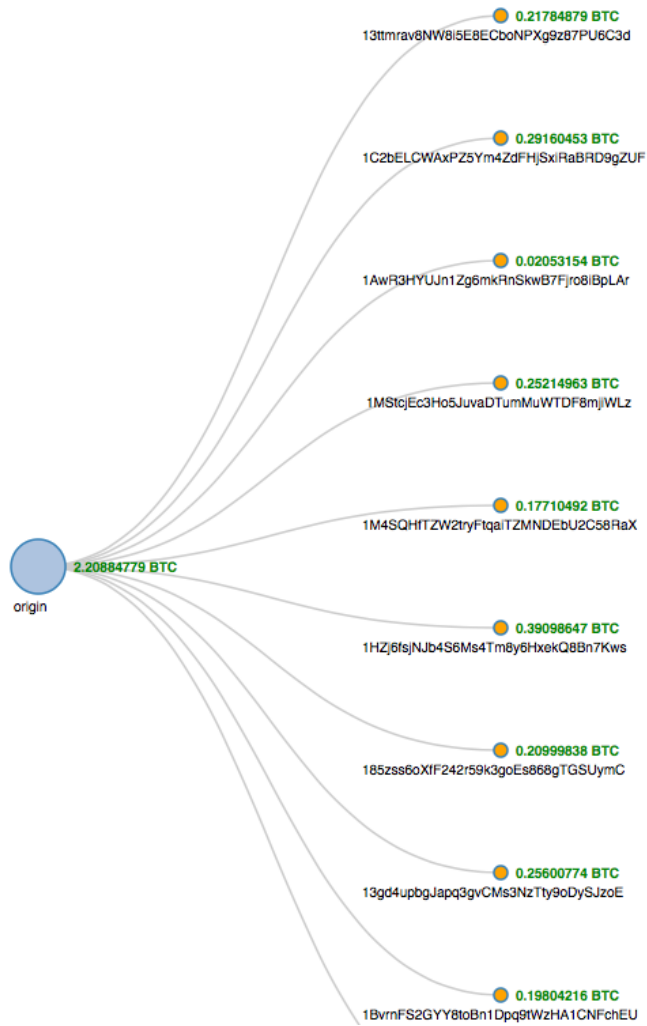 0.21784879 BTC
13ttmrav8NW8i5E8ECboNPXg9z87PU6C3d
0.29160453 BTC
1C2bELCWAxPZ5Ym4ZdFHjSxiRaBRD9gZUF
0.02053154 BTC
1AwR3HYUJn1Zg6mkRnSkwB7Fjro8iBpLAr
0.25214963 BTC
1MStcjEc3Ho5JuvaDTumMuWTDF8mjiWLz
0.17710492 BTC
1M4SQHfTZW2tryFtqaiTZMNDEbU2C58RaX
2.20884779 BTC
origin
0.39098647 BTC
1HZj6fsjNJb4S6Ms4Tm8y6HxekQ8Bn7Kws
0.20999838 BTC
185zss6oXfF242r59k3goEs868gTGSUymC
0.25600774 BTC
13gd4upbgJapq3gvCMs3NzTty9oDySJzoE
0.19804216 BTC
1BvrnFS2GYY8toBn1Dpq9tWzHA1CNFchEU